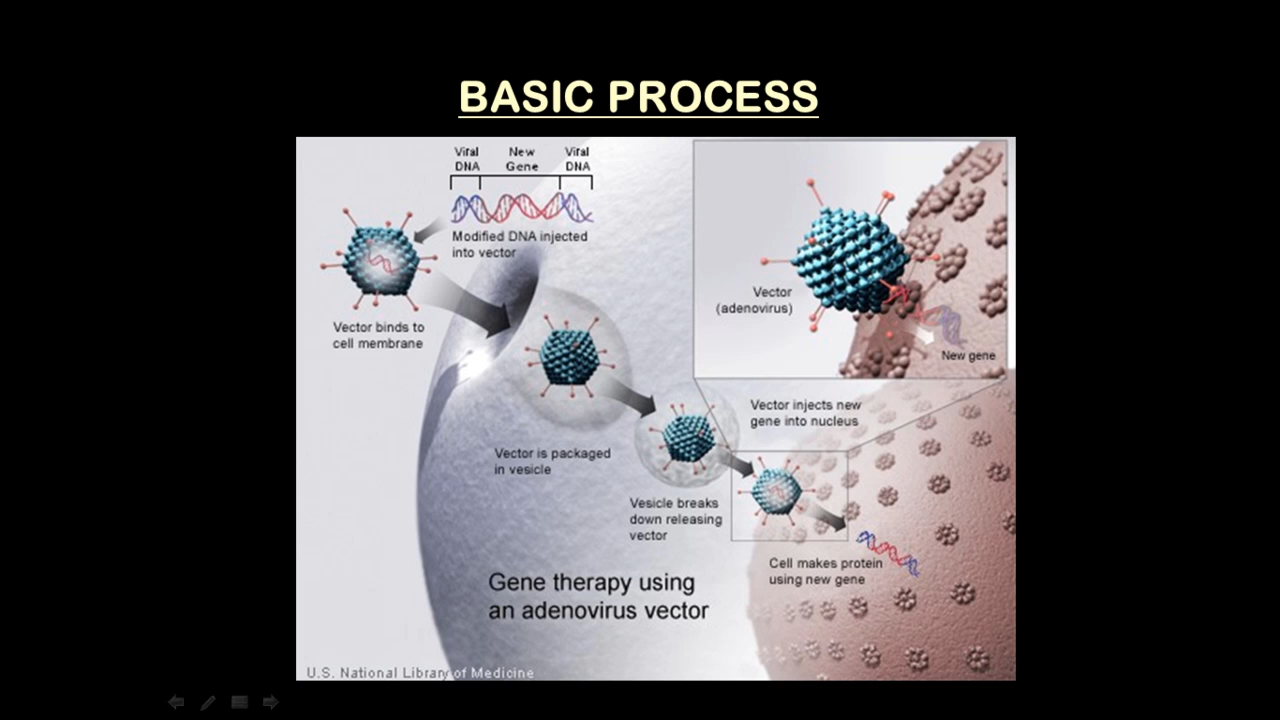 BASIC PROCESS
Viral
DNA
New
Gene
Viral
DNA
Modified DNA injected
into vector
Vector binds to
cell membrane
Vector is packaged
in vesicle
Vesicle breaks
down releasing
vector
Vector
(adenovirus)
New gene
Vector injects new
gene into nucleus
Cell makes protein
using new gene
Gene therapy using
an adenovirus vector
U.S. National Library of Medicine